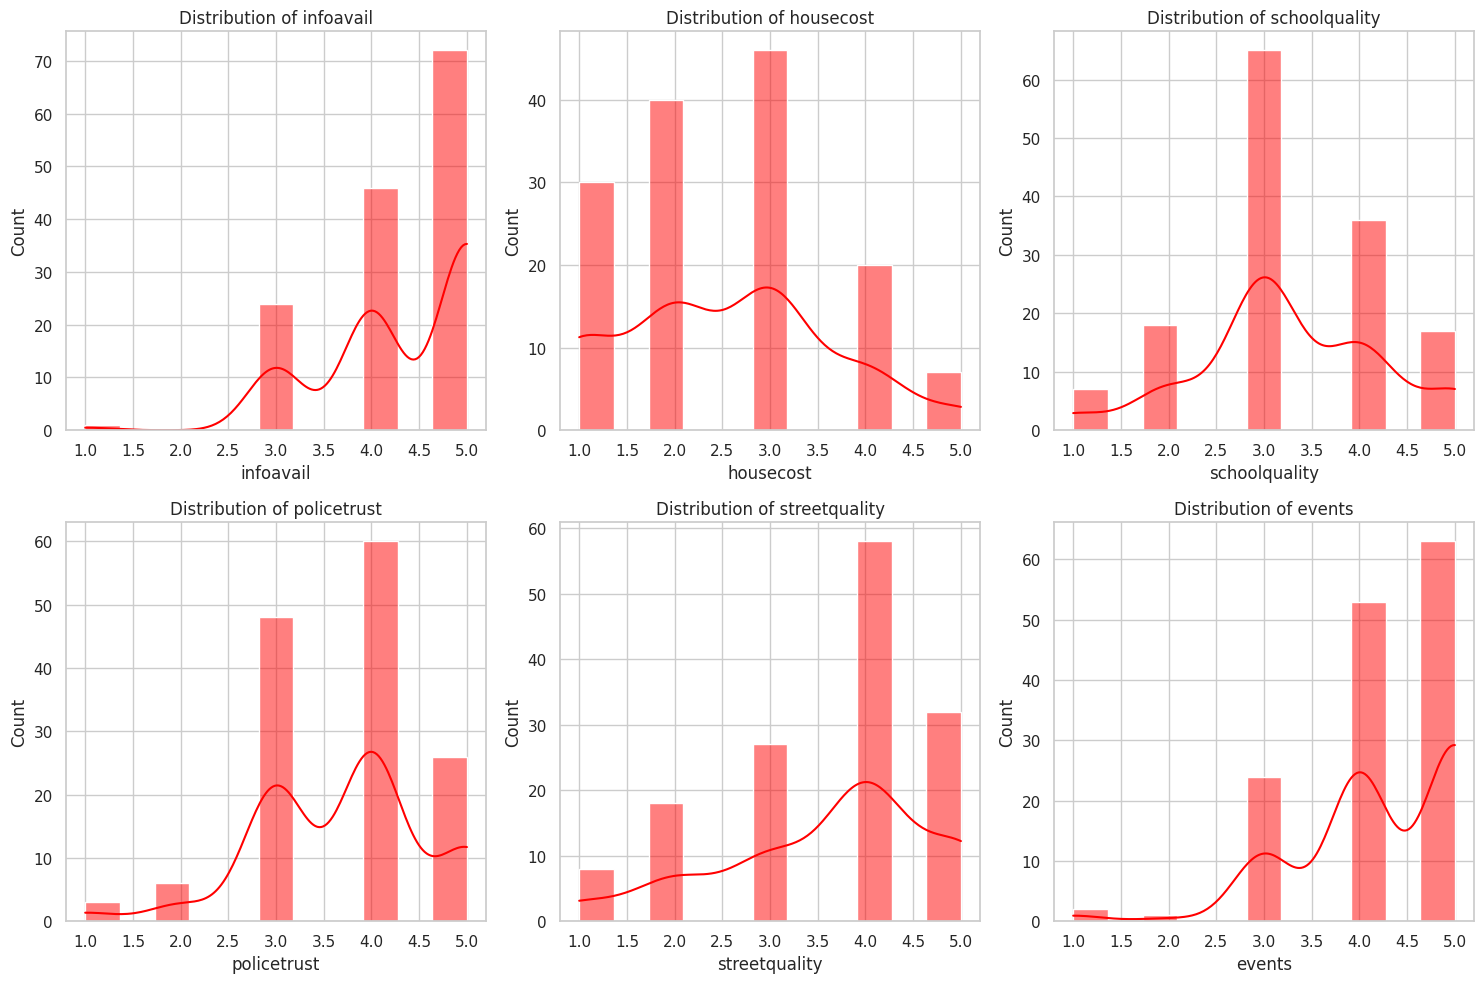 Distribution of infoavail
Count
70
60
50
40
30
20
10
0
1.0 1.5 2.0 2.5 3.0 3.5 4.0 4.5 5.0
infoavail
Distribution of housecost
Count
40
30
20
10
0
1.0 1.5 2.0 2.5 3.0 3.5 4.0 4.5 5.0
housecost
Distribution of schoolquality
Count
60
50
40
30
20
10
0
1.0 1.5 2.0 2.5 3.0 3.5 4.0 4.5 5.0
schoolquality
Distribution of policetrust
Count
60
50
40
30
20
10
0
1.0 1.5 2.0 2.5 3.0 3.5 4.0 4.5 5.0
policetrust
Distribution of streetquality
Count
60
50
40
30
20
10
0
1.0 1.5 2.0 2.5 3.0 3.5 4.0 4.5 5.0
streetquality
Distribution of events
Count
60
50
40
30
20
10
0
1.0 1.5 2.0 2.5 3.0 3.5 4.0 4.5 5.0
events